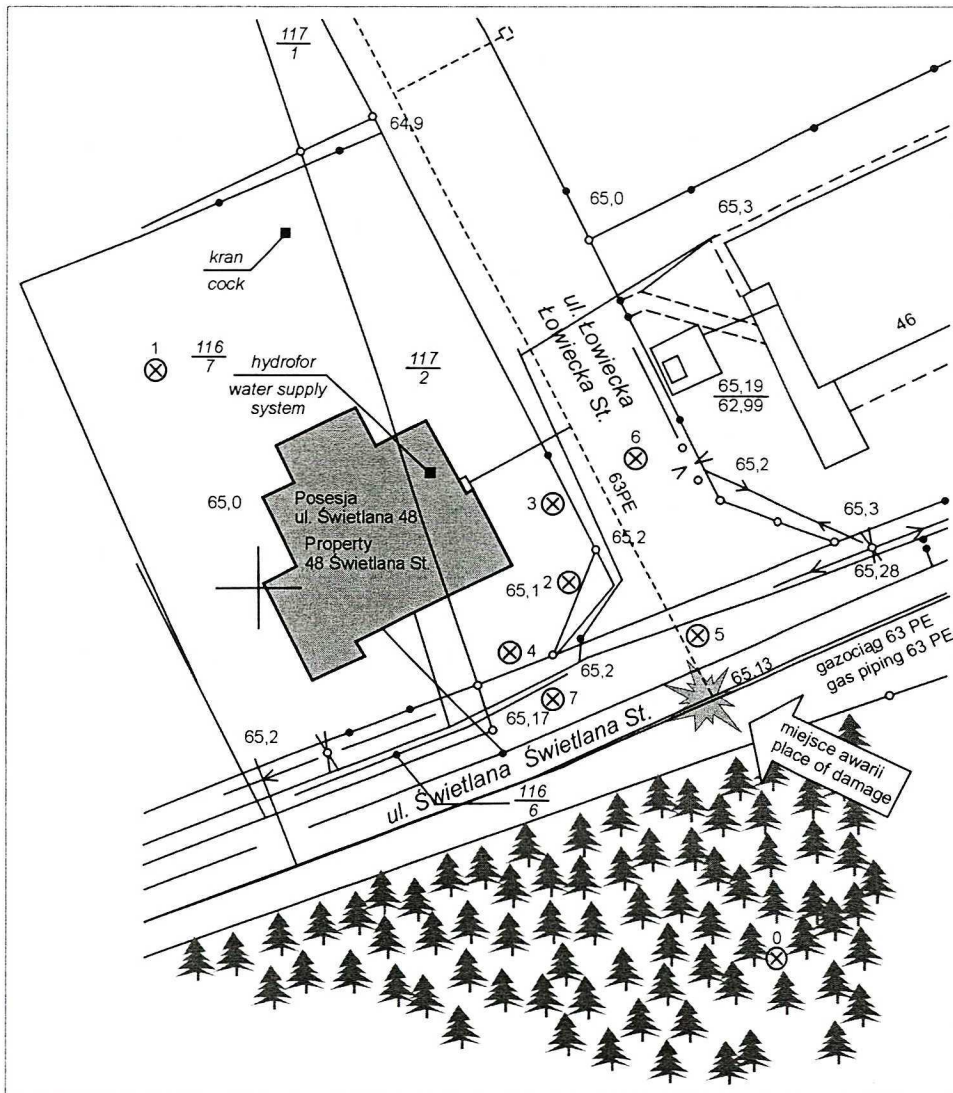 117
1
64,9
65,0
65,3
kran
cock
ul. Łowiecka
Łowiecka St.
46
1
116
7
hydrofor
water supply
system
117
2
65,19
62,99
6
65,2
63PE
3
65,3
65,0
Posesja
ul. Świetlana 48
Property
48 Świetlana St.
65,2
65,28
65,1
2
4
5
gazociąg 63 PE
gas piping 63 PE
65,2
65,13
7
65,17
65,2
miejsce awarii
place of damage
ul. Świetlana Świetlana St.
116
6
0